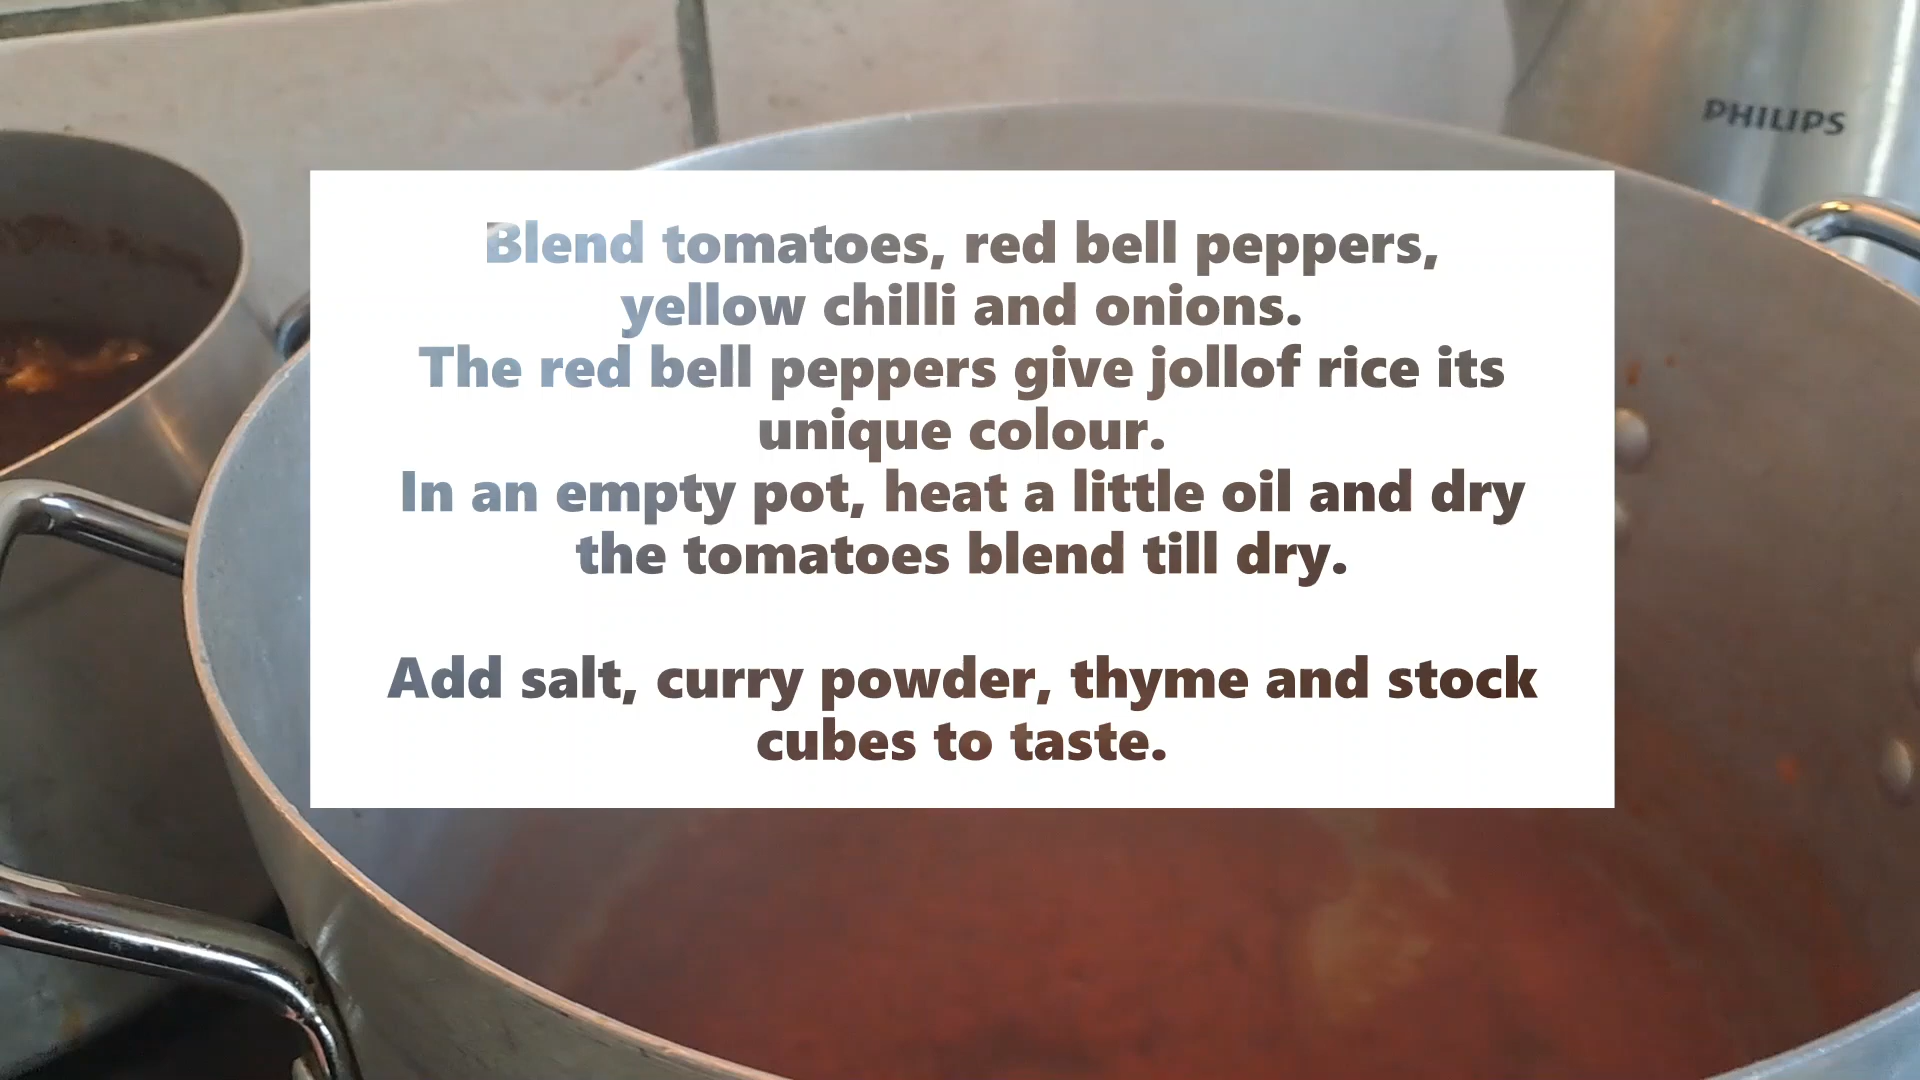 PHILIPS
Blend tomatoes, red bell peppers,
yellow chilli and onions.
The red bell peppers give jollof rice its
unique colour.
In an empty pot, heat a little oil and dry
the tomatoes blend till dry.
Add salt, curry powder, thyme and stock
cubes to taste.